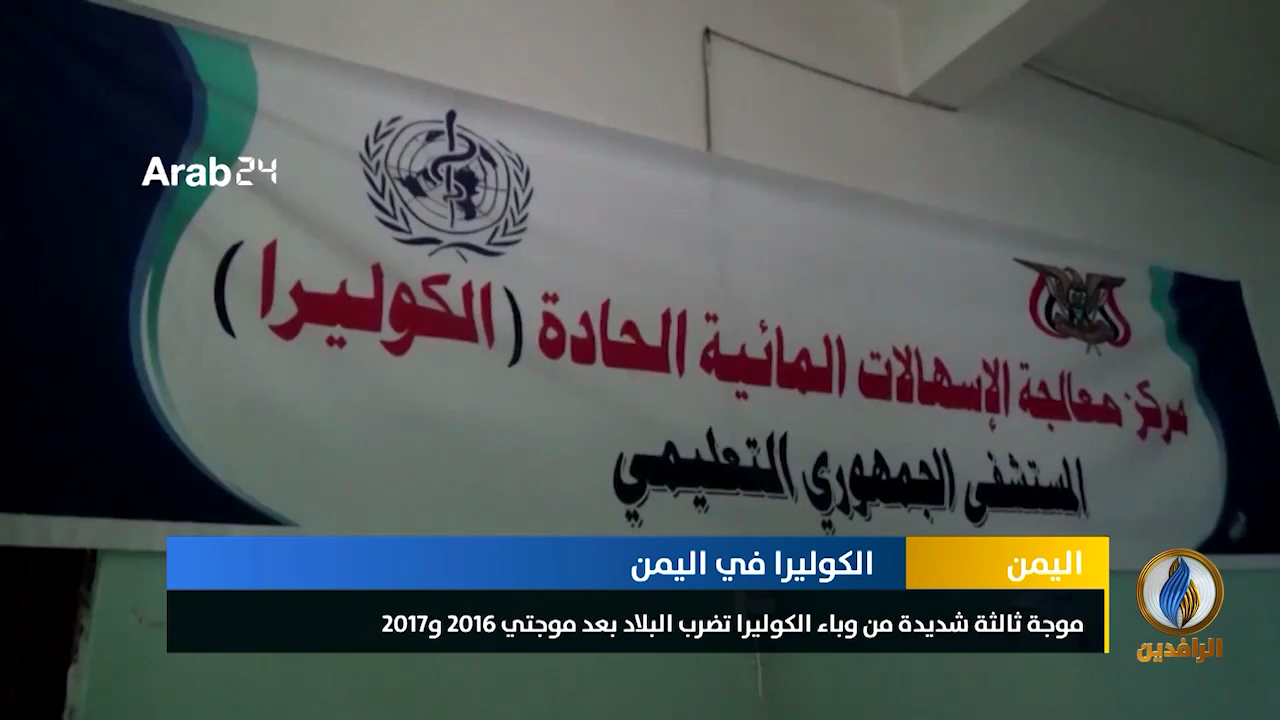 Arab24
مركز معالجة الإسهالات المائية الحادة (الكوليرا)
المستشفى الجمهوري التعليمي
اليمن
الكوليرا في اليمن
موجة ثالثة شديدة من وباء الكوليرا تضرب البلاد بعد موجتي 2016 و2017
الرافدين